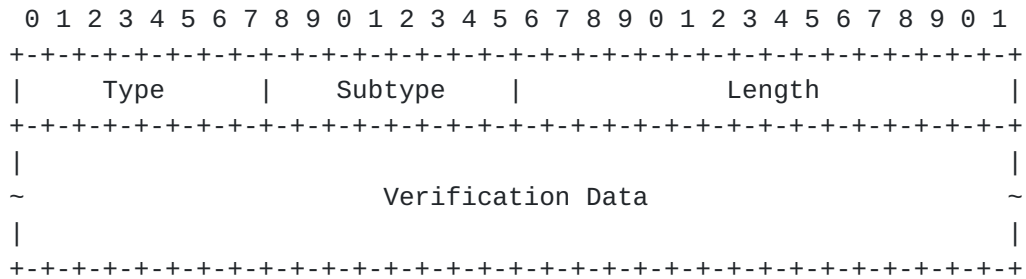 0 1 2 3 4 5 6 7 8 9 0 1 2 3 4 5 6 7 8 9 0 1 2 3 4 5 6 7 8 9 0 1
+-+-+-+-+-+-+-+-+-+-+-+-+-+-+-+-+-+-+-+-+-+-+-+-+-+-+-+-+-+-+-+-+
|     Type      |    Subtype    |             Length            |
+-+-+-+-+-+-+-+-+-+-+-+-+-+-+-+-+-+-+-+-+-+-+-+-+-+-+-+-+-+-+-+-+
|                                                               |
~                       Verification Data                       ~
|                                                               |
+-+-+-+-+-+-+-+-+-+-+-+-+-+-+-+-+-+-+-+-+-+-+-+-+-+-+-+-+-+-+-+-+